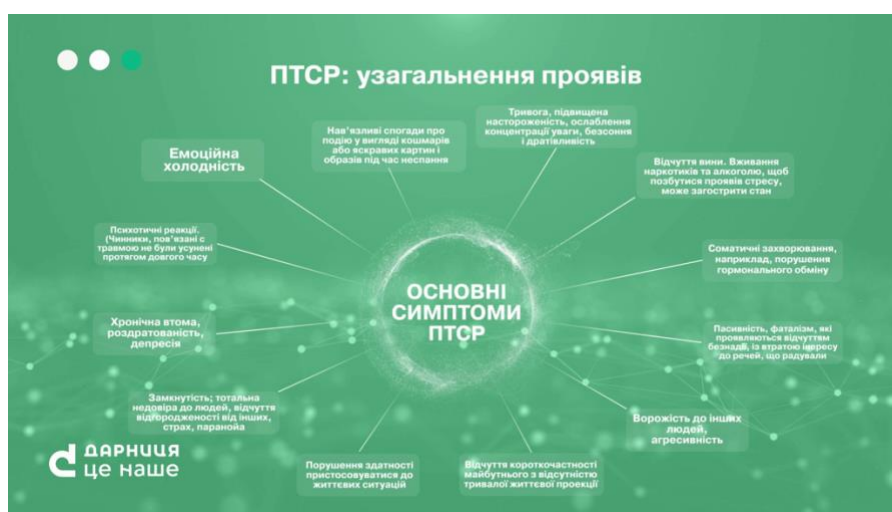 ПТСР: узагальнення проявів
Емоційна
холодність
Нав'язливі спогади про
подію у вигляді кошмарів
або яскравих картин і
образів під час неспання
Тривога, підвищена
настороженість, ослаблення
концентрації уваги, безсоння
і дратівливість
Відчуття вини. Вживання
наркотиків та алкоголю, щоб
позбутися проявів стресу,
може загострити стан
Психотичні реакції.
(Чинники, пов'язані с
травмою не були усунені
протягом довгого часу
Соматичні захворювання,
наприклад, порушення
гормонального обміну
ОСНОВНІ
СИМПТОМИ
ПТСР
Хронічна втома,
роздратованість,
депресія
Пасивність, фаталізм, які
проявляються відчуттям
безнадії, із втратою інтересу
до речей, що радували
Замкнутість; тотальна
недовіра до людей, відчуття
відгородженості від інших,
страх, паранойа
Ворожість до інших
людей,
агресивність
Порушення здатності
пристосовуватися до
життєвих ситуацій
Відчуття короткочастності
майбутнього з відсутністю
тривалої життєвої проекції
ДАРНИЦЯ
це наше